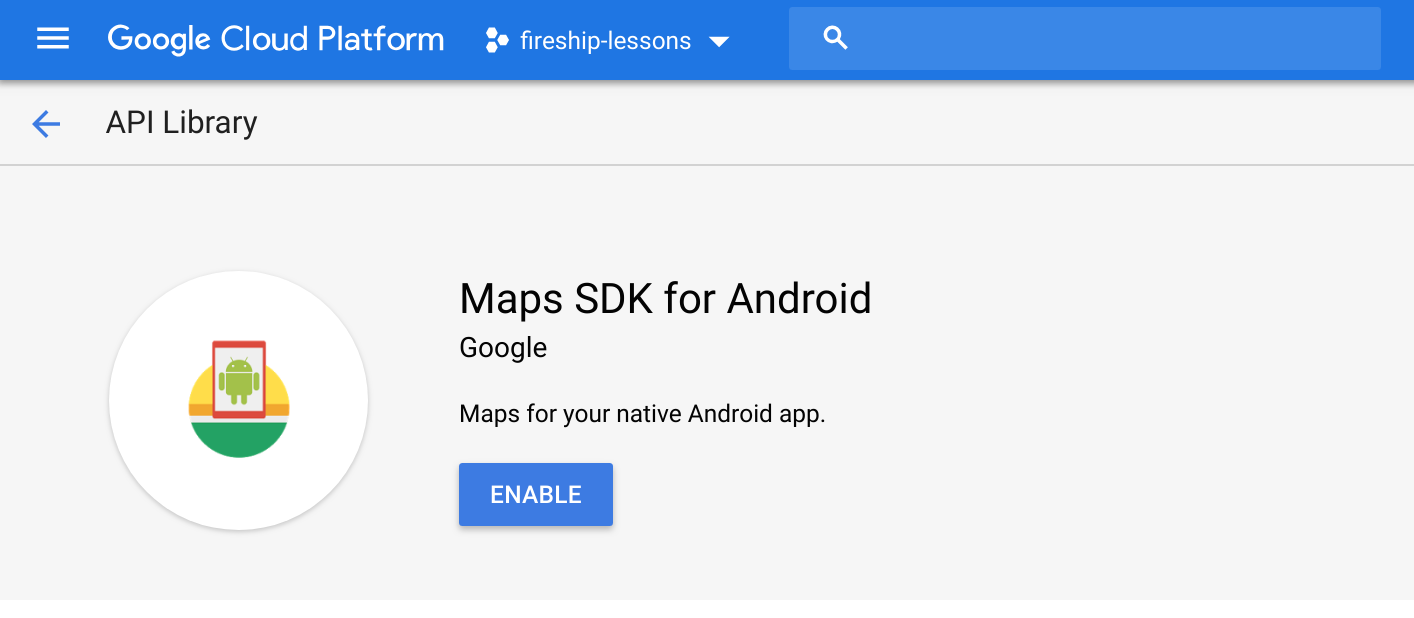 Google Cloud Platform fireship-lessons
API Library
Maps SDK for Android
Google
Maps for your native Android app.
ENABLE